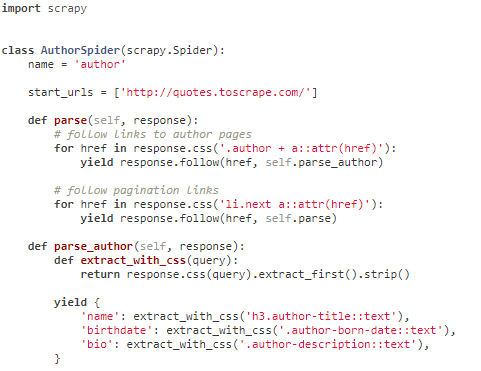 import scrapy


class AuthorSpider(scrapy.Spider):
    name = 'author'

    start_urls = ['http://quotes.toscrape.com/']

    def parse(self, response):
        # follow links to author pages
        for href in response.css('.author + a::attr(href)'):
            yield response.follow(href, self.parse_author)

        # follow pagination links
        for href in response.css('li.next a::attr(href)'):
            yield response.follow(href, self.parse)

    def parse_author(self, response):
        def extract_with_css(query):
            return response.css(query).extract_first().strip()

        yield {
            'name': extract_with_css('h3.author-title::text'),
            'birthdate': extract_with_css('.author-born-date::text'),
            'bio': extract_with_css('.author-description::text'),
        }